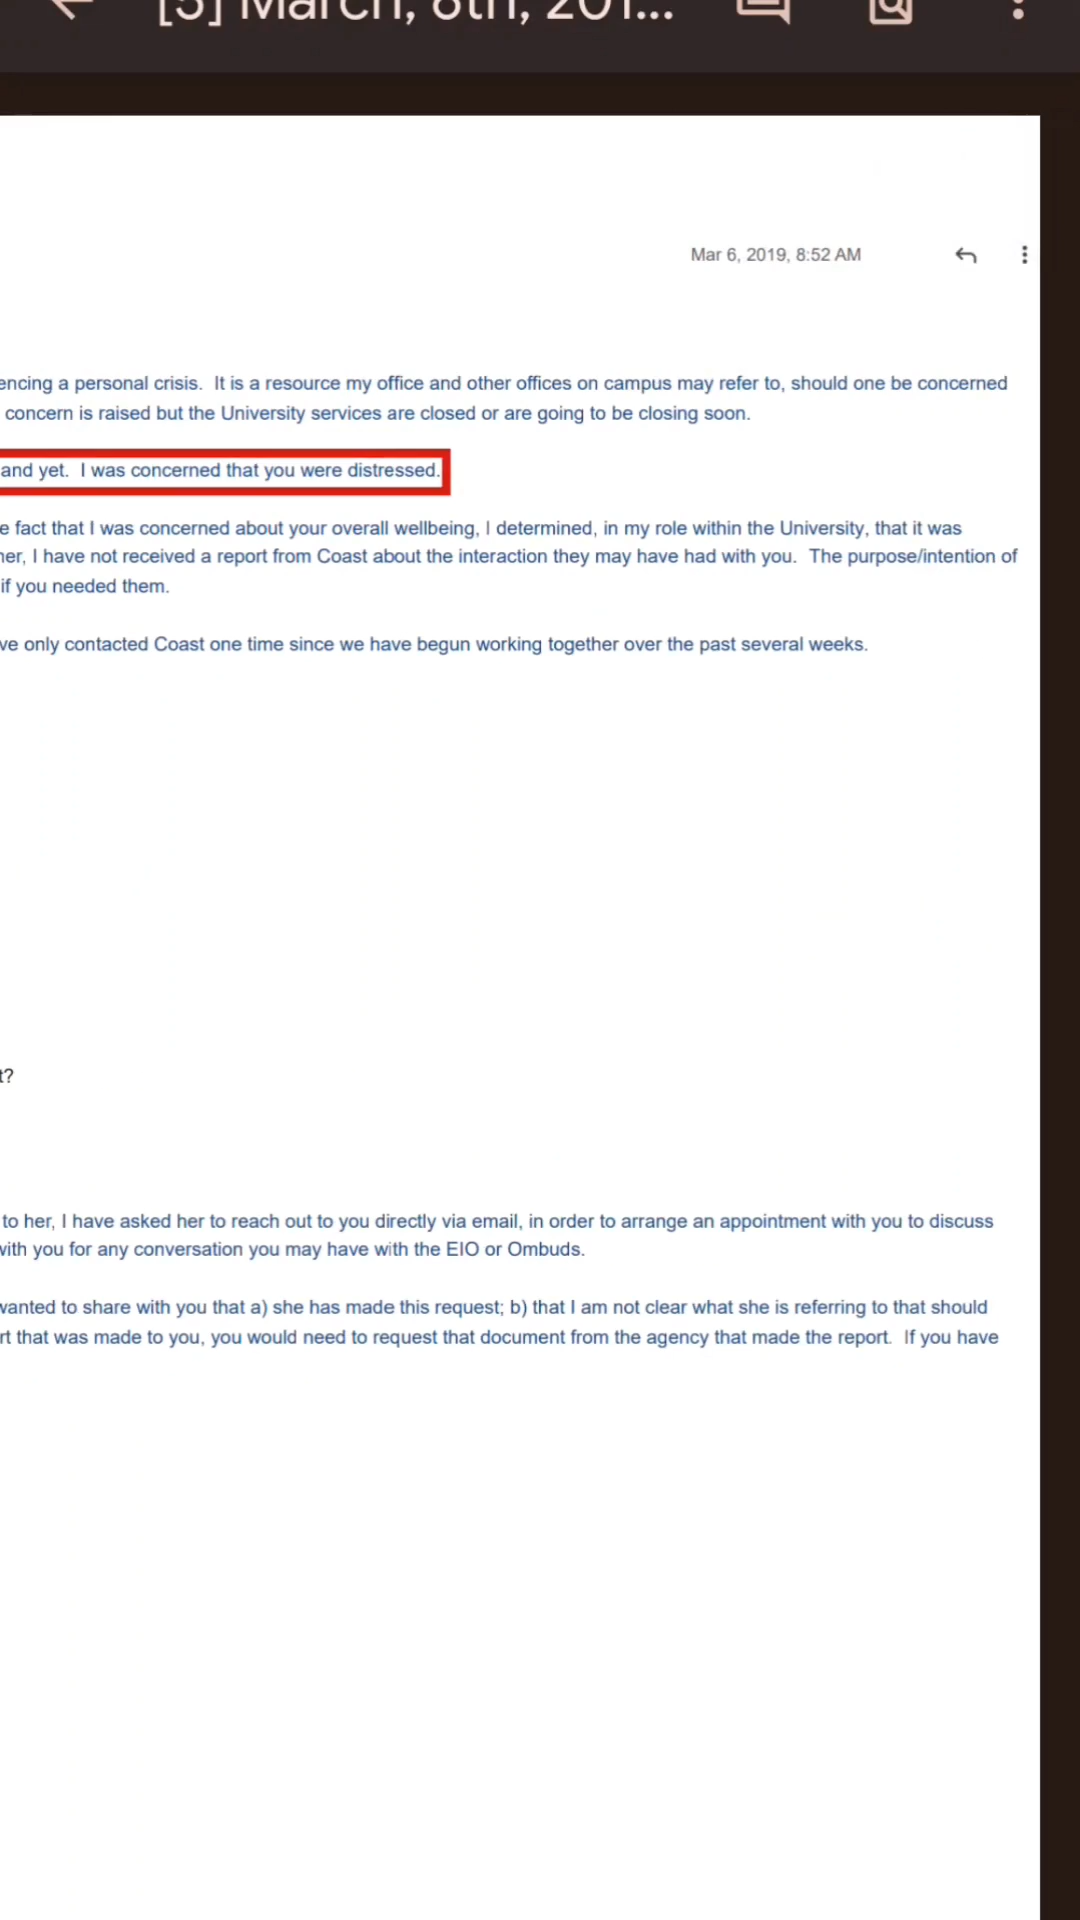 [5] March, 6th, 201...
Mar 6, 2019, 8:52 AM
encing a personal crisis. It is a resource my office and other offices on campus may refer to, should one be concerned
concern is raised but the University services are closed or are going to be closing soon.
and yet. I was concerned that you were distressed.
e fact that I was concerned about your overall wellbeing, I determined, in my role within the University, that it was
her, I have not received a report from Coast about the interaction they may have had with you. The purpose/intention of
if you needed them.
ve only contacted Coast one time since we have begun working together over the past several weeks.
t?
to her, I have asked her to reach out to you directly via email, in order to arrange an appointment with you to discuss
with you for any conversation you may have with the EIO or Ombuds.
wanted to share with you that a) she has made this request; b) that I am not clear what she is referring to that should
rt that was made to you, you would need to request that document from the agency that made the report. If you have